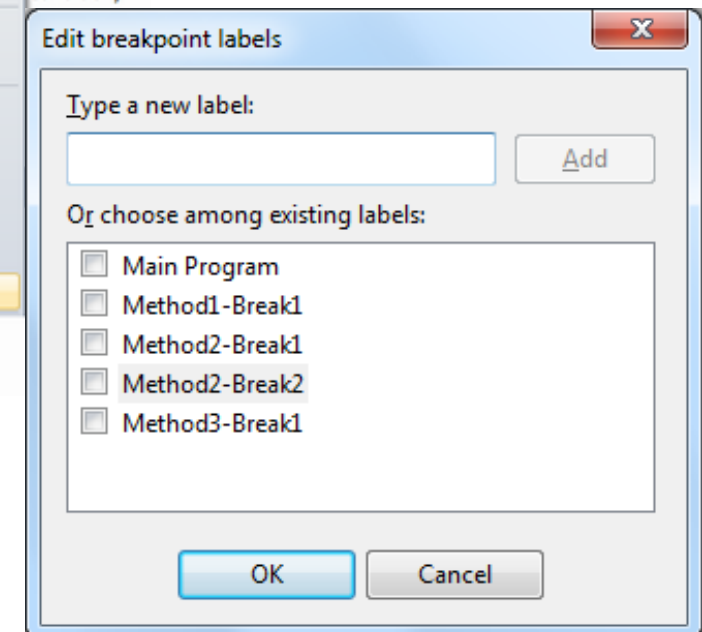 Edit breakpoint labels
Type a new label:
Add
Or choose among existing labels:
Main Program
Method1-Break1
Method2-Break1
Method2-Break2
Method3-Break1
OK
Cancel